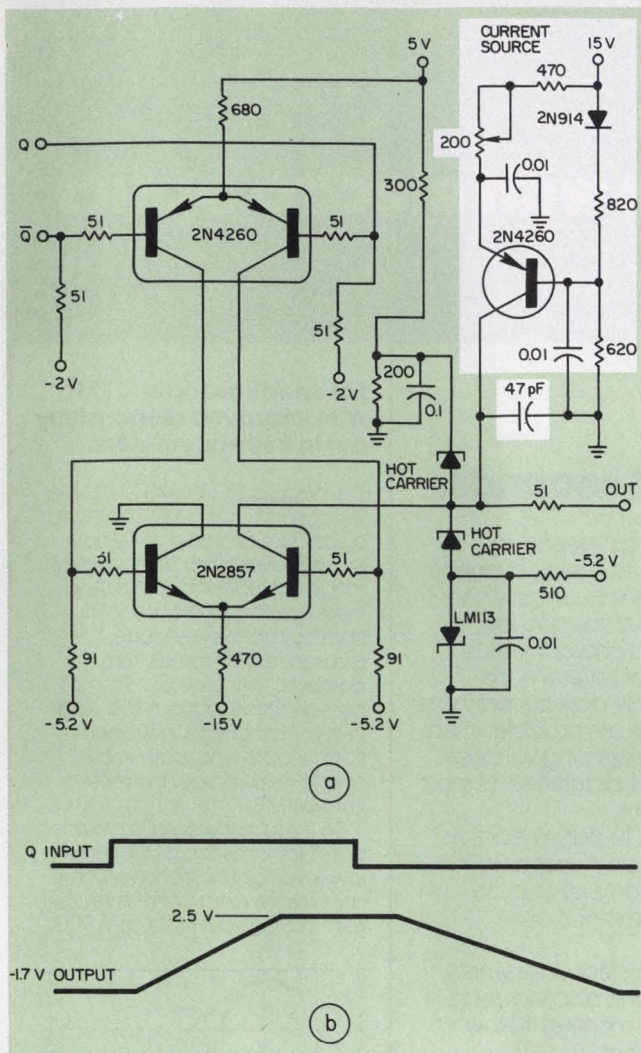 CURRENT
SOURCE
5 V
15 V
470
680
2N914
Q
200
0.01
300
820
Q̅
51
2N4260
51
2N4260
51
51
0.01
620
-2 V
-2 V
200
0.1
47 pF
HOT
CARRIER
51
OUT
HOT
CARRIER
-5.2 V
51
2N2857
51
510
LM113
0.01
91
470
91
-5.2 V
-15 V
-5.2 V
a
Q INPUT
2.5 V
-1.7 V OUTPUT
b